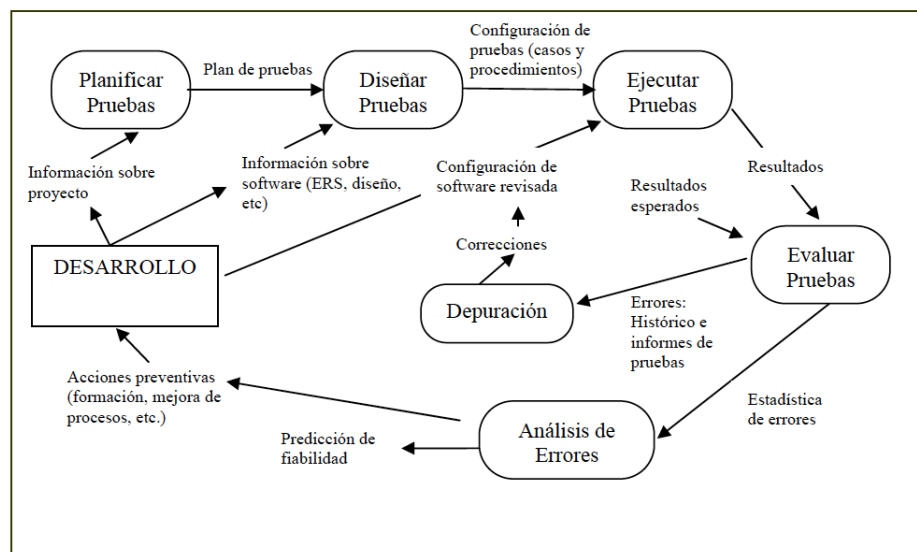 Planificar
Pruebas
Plan de pruebas
Diseñar
Pruebas
Configuración de
pruebas (casos y
procedimientos)
Ejecutar
Pruebas
Información sobre
proyecto
Información sobre
software (ERS, diseño,
etc)
Configuración de
software revisada
Resultados
Resultados
esperados
DESARROLLO
Correcciones
Evaluar
Pruebas
Depuración
Errores:
Histórico e
informes de
pruebas
Acciones preventivas
(formación, mejora de
procesos, etc.)
Estadística
de errores
Predicción de
fiabilidad
Análisis de
Errores